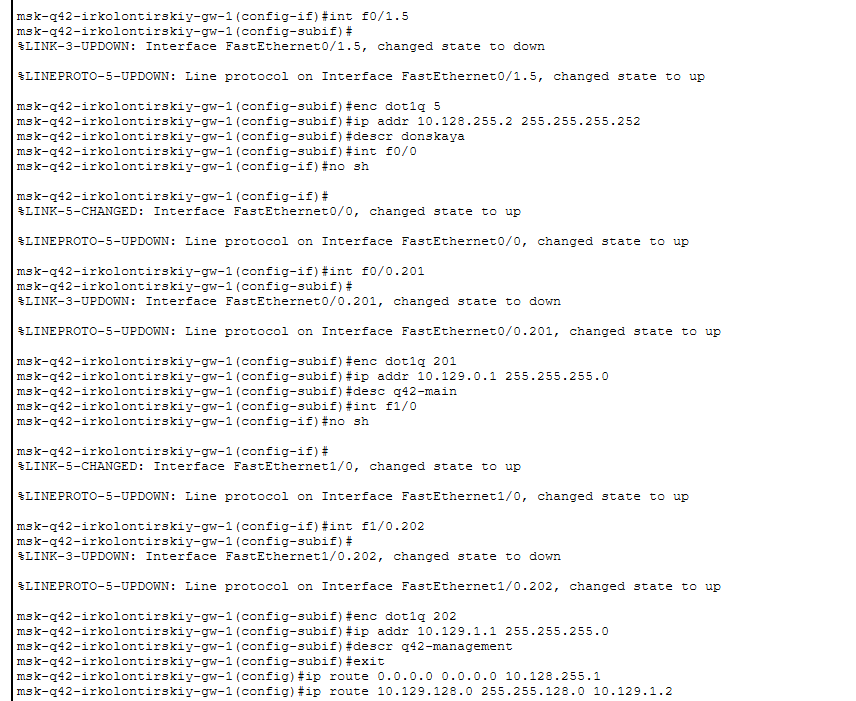 msk-q42-irkolontirskiy-gw-1(config-if)#int f0/1.5
msk-q42-irkolontirskiy-gw-1(config-subif)#
%LINK-3-UPDOWN: Interface FastEthernet0/1.5, changed state to down
%LINEPROTO-5-UPDOWN: Line protocol on Interface FastEthernet0/1.5, changed state to up
msk-q42-irkolontirskiy-gw-1(config-subif)#enc dot1q 5
msk-q42-irkolontirskiy-gw-1(config-subif)#ip addr 10.128.255.2 255.255.255.252
msk-q42-irkolontirskiy-gw-1(config-subif)#descr donskaya
msk-q42-irkolontirskiy-gw-1(config-subif)#int f0/0
msk-q42-irkolontirskiy-gw-1(config-if)#no sh
msk-q42-irkolontirskiy-gw-1(config-if)#
%LINK-5-CHANGED: Interface FastEthernet0/0, changed state to up
%LINEPROTO-5-UPDOWN: Line protocol on Interface FastEthernet0/0, changed state to up
msk-q42-irkolontirskiy-gw-1(config-if)#int f0/0.201
msk-q42-irkolontirskiy-gw-1(config-subif)#
%LINK-3-UPDOWN: Interface FastEthernet0/0.201, changed state to down
%LINEPROTO-5-UPDOWN: Line protocol on Interface FastEthernet0/0.201, changed state to up
msk-q42-irkolontirskiy-gw-1(config-subif)#enc dot1q 201
msk-q42-irkolontirskiy-gw-1(config-subif)#ip addr 10.129.0.1 255.255.255.0
msk-q42-irkolontirskiy-gw-1(config-subif)#desc q42-main
msk-q42-irkolontirskiy-gw-1(config-subif)#int f1/0
msk-q42-irkolontirskiy-gw-1(config-if)#no sh
msk-q42-irkolontirskiy-gw-1(config-if)#
%LINK-5-CHANGED: Interface FastEthernet1/0, changed state to up
%LINEPROTO-5-UPDOWN: Line protocol on Interface FastEthernet1/0, changed state to up
msk-q42-irkolontirskiy-gw-1(config-if)#int f1/0.202
msk-q42-irkolontirskiy-gw-1(config-subif)#
%LINK-3-UPDOWN: Interface FastEthernet1/0.202, changed state to down
%LINEPROTO-5-UPDOWN: Line protocol on Interface FastEthernet1/0.202, changed state to up
msk-q42-irkolontirskiy-gw-1(config-subif)#enc dot1q 202
msk-q42-irkolontirskiy-gw-1(config-subif)#ip addr 10.129.1.1 255.255.255.0
msk-q42-irkolontirskiy-gw-1(config-subif)#descr q42-management
msk-q42-irkolontirskiy-gw-1(config-subif)#exit
msk-q42-irkolontirskiy-gw-1(config)#ip route 0.0.0.0 0.0.0.0 10.128.255.1
msk-q42-irkolontirskiy-gw-1(config)#ip route 10.129.128.0 255.255.128.0 10.129.1.2